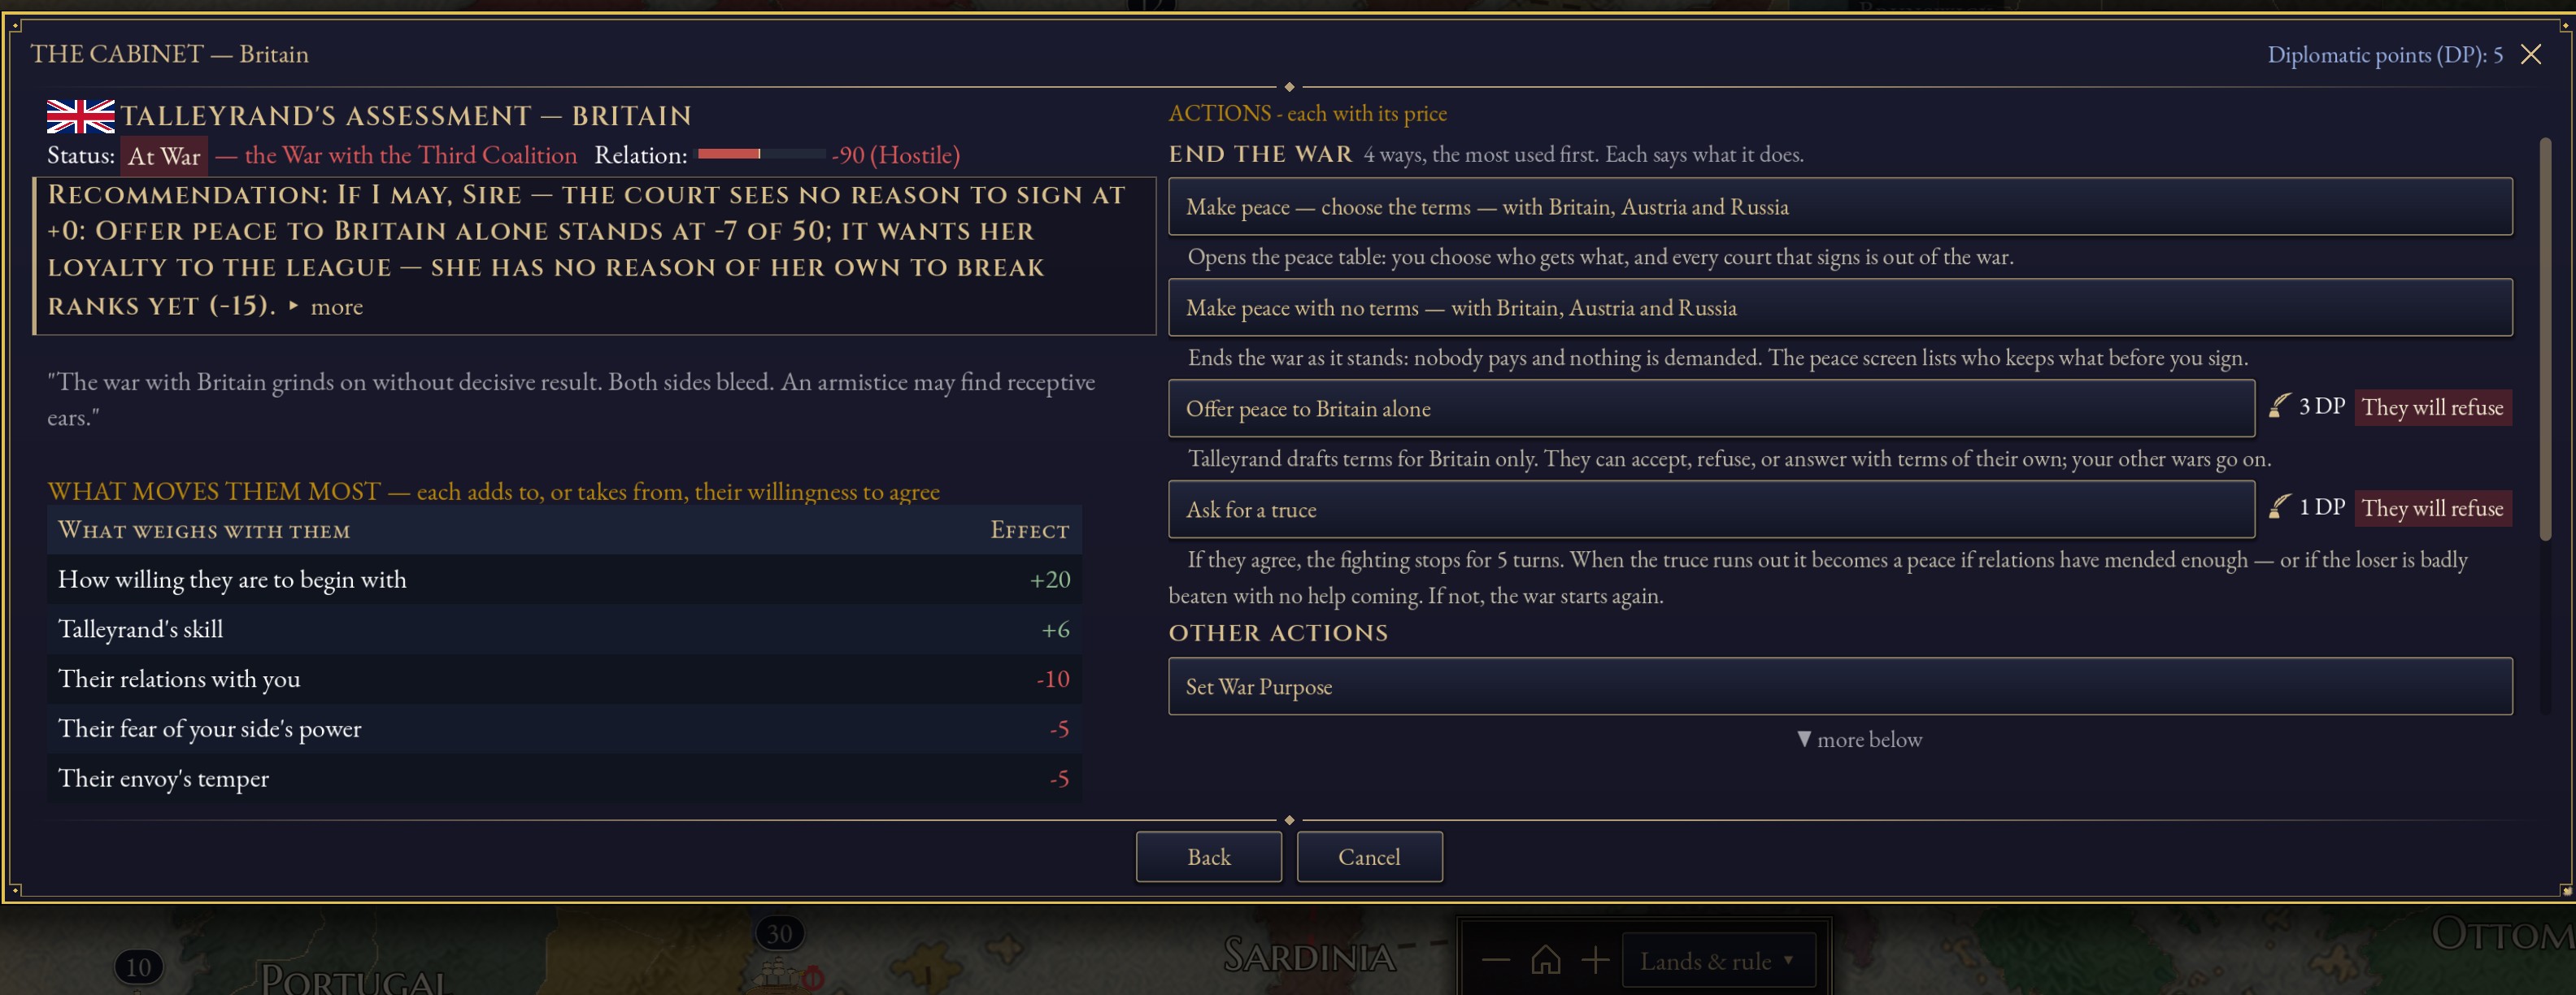 THE CABINET — Britain
Diplomatic points (DP): 5
TALLEYRAND'S ASSESSMENT — BRITAIN
Status: At War — the War with the Third Coalition Relation: -90 (Hostile)
RECOMMENDATION: IF I MAY, SIRE — THE COURT SEES NO REASON TO SIGN AT
+0: OFFER PEACE TO BRITAIN ALONE STANDS AT -7 OF 50; IT WANTS HER
LOYALTY TO THE LEAGUE — SHE HAS NO REASON OF HER OWN TO BREAK
RANKS YET (-15). ▸ more
"The war with Britain grinds on without decisive result. Both sides bleed. An armistice may find receptive
ears."
WHAT MOVES THEM MOST — each adds to, or takes from, their willingness to agree
WHAT WEIGHS WITH THEM EFFECT
How willing they are to begin with +20
Talleyrand's skill +6
Their relations with you -10
Their fear of your side's power -5
Their envoy's temper -5
ACTIONS - each with its price
END THE WAR 4 ways, the most used first. Each says what it does.
Make peace — choose the terms — with Britain, Austria and Russia
Opens the peace table: you choose who gets what, and every court that signs is out of the war.
Make peace with no terms — with Britain, Austria and Russia
Ends the war as it stands: nobody pays and nothing is demanded. The peace screen lists who keeps what before you sign.
Offer peace to Britain alone 3 DP They will refuse
Talleyrand drafts terms for Britain only. They can accept, refuse, or answer with terms of their own; your other wars go on.
Ask for a truce 1 DP They will refuse
If they agree, the fighting stops for 5 turns. When the truce runs out it becomes a peace if relations have mended enough — or if the loser is badly
beaten with no help coming. If not, the war starts again.
OTHER ACTIONS
Set War Purpose
▼ more below
Back Cancel
30
10
PORTUGAL
SARDINIA
Lands & rule ▾
OTTOM